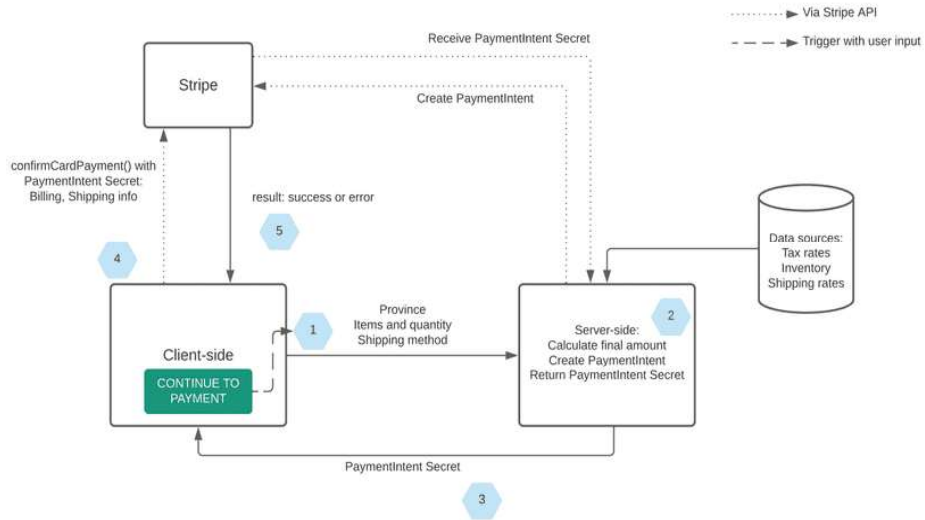 Via Stripe API
Trigger with user input
Receive PaymentIntent Secret
Stripe
Create PaymentIntent
confirmCardPayment() with
PaymentIntent Secret:
Billing, Shipping info
result: success or error
5
4
Data sources:
Tax rates
Inventory
Shipping rates
1
Province
Items and quantity
Shipping method
2
Server-side:
Calculate final amount
Create PaymentIntent
Return PaymentIntent Secret
Client-side
CONTINUE TO
PAYMENT
PaymentIntent Secret
3